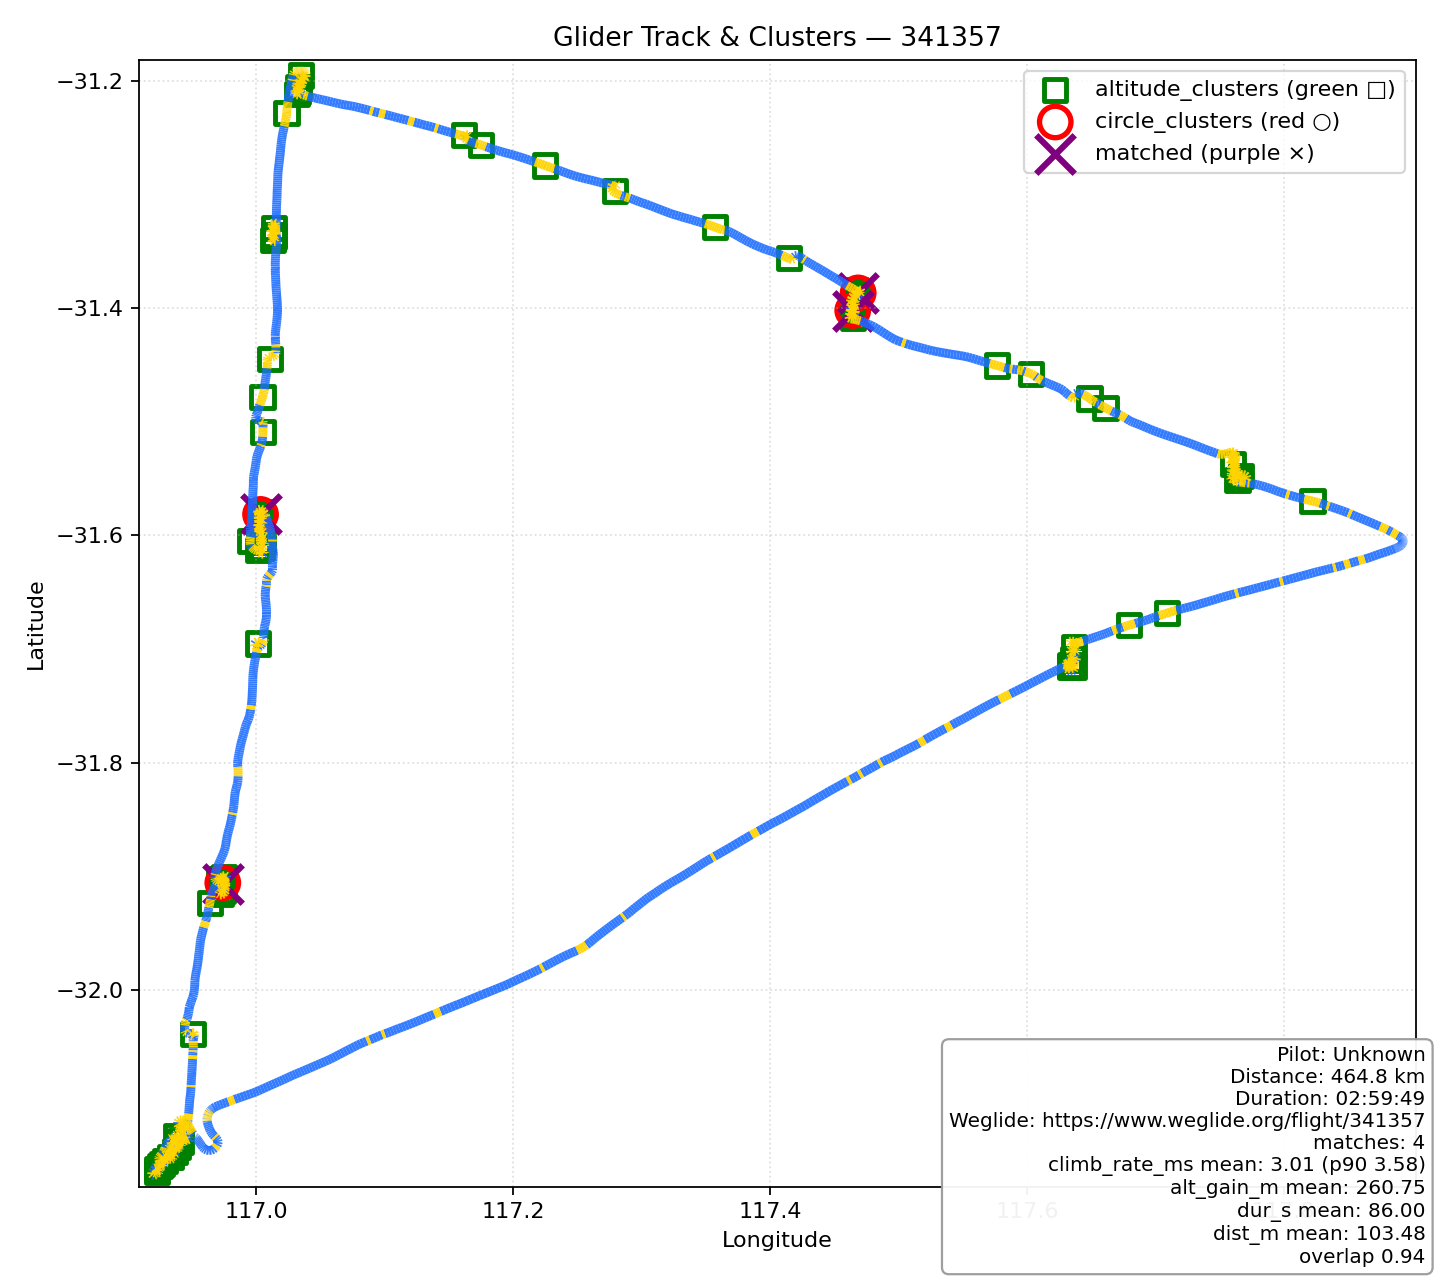 Glider Track & Clusters — 341357
altitude_clusters (green □)
circle_clusters (red ○)
matched (purple ×)
−31.2
−31.4
−31.6
−31.8
−32.0
Latitude
117.0
117.2
117.4
117.6
Longitude
Pilot: Unknown
Distance: 464.8 km
Duration: 02:59:49
Weglide: https://www.weglide.org/flight/341357
matches: 4
climb_rate_ms mean: 3.01 (p90 3.58)
alt_gain_m mean: 260.75
dur_s mean: 86.00
dist_m mean: 103.48
overlap 0.94